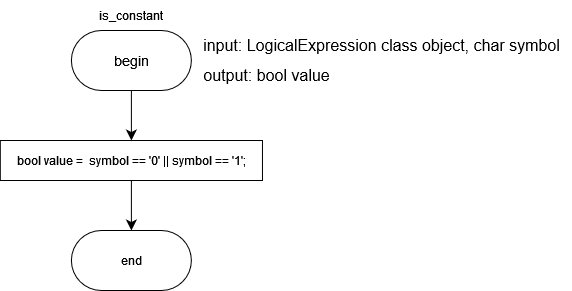 is_constant
begin
input: LogicalExpression class object, char symbol
output: bool value
bool value = symbol == '0' || symbol == '1';
end